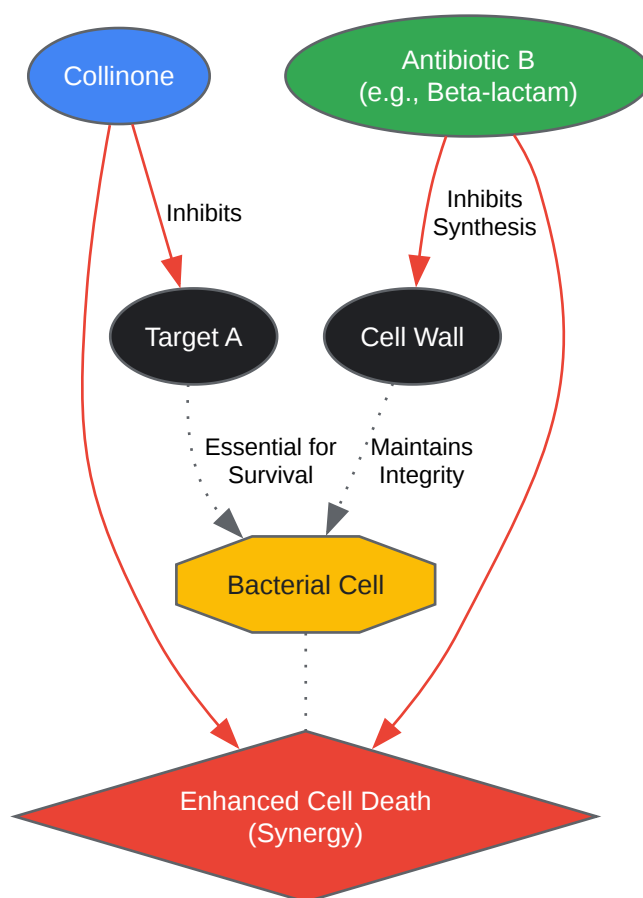 Collinone
Antibiotic B
(e.g., Beta-lactam)
Inhibits
Inhibits
Synthesis
Target A
Cell Wall
Essential for
Survival
Maintains
Integrity
Bacterial Cell
Enhanced Cell Death
(Synergy)